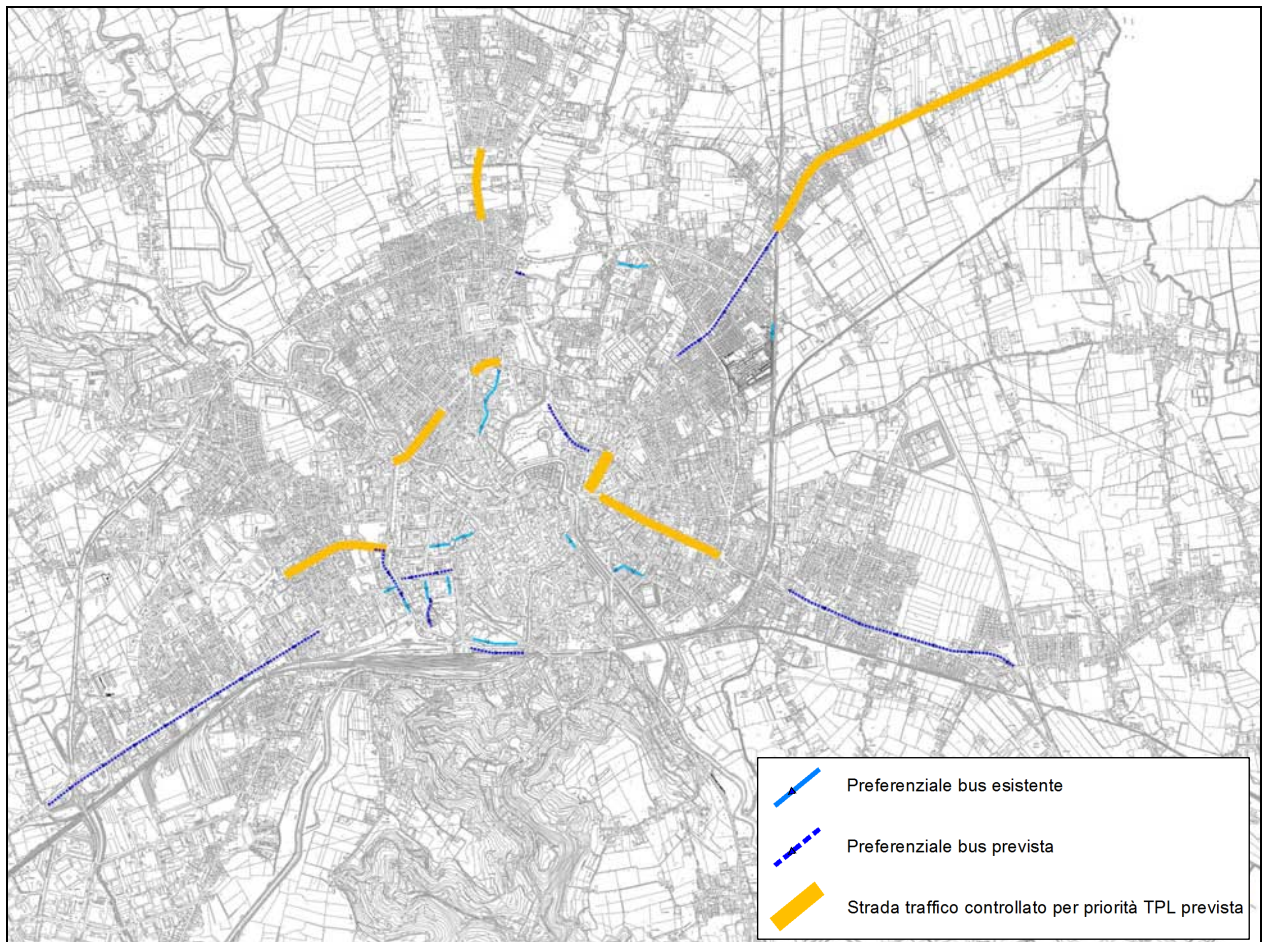 Preferenziale bus esistente
Preferenziale bus prevista
Strada traffico controllato per priorità TPL prevista